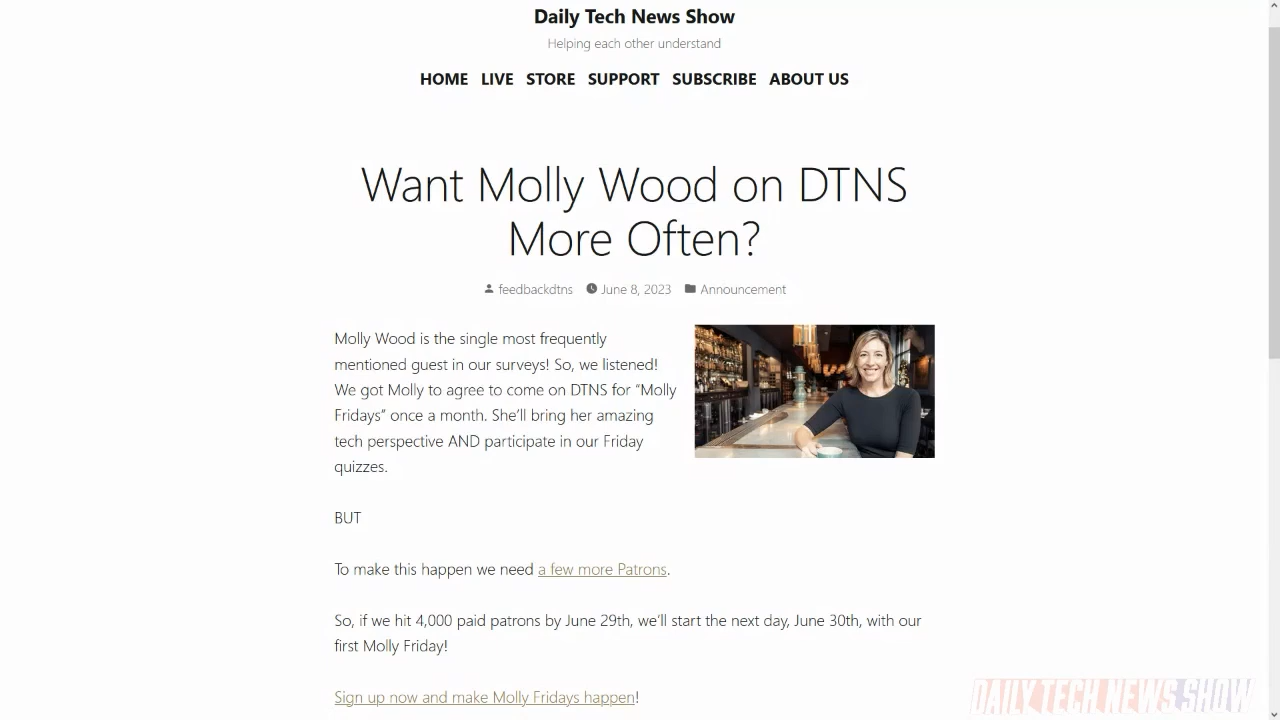 Daily Tech News Show
Helping each other understand
HOME LIVE STORE SUPPORT SUBSCRIBE ABOUT US
Want Molly Wood on DTNS
More Often?
feedbackdtns June 8, 2023 Announcement
Molly Wood is the single most frequently
mentioned guest in our surveys! So, we listened!
We got Molly to agree to come on DTNS for “Molly
Fridays” once a month. She’ll bring her amazing
tech perspective AND participate in our Friday
quizzes.
BUT
To make this happen we need a few more Patrons.
So, if we hit 4,000 paid patrons by June 29th, we’ll start the next day, June 30th, with our
first Molly Friday!
Sign up now and make Molly Fridays happen!
DAILY TECH NEWS SHOW